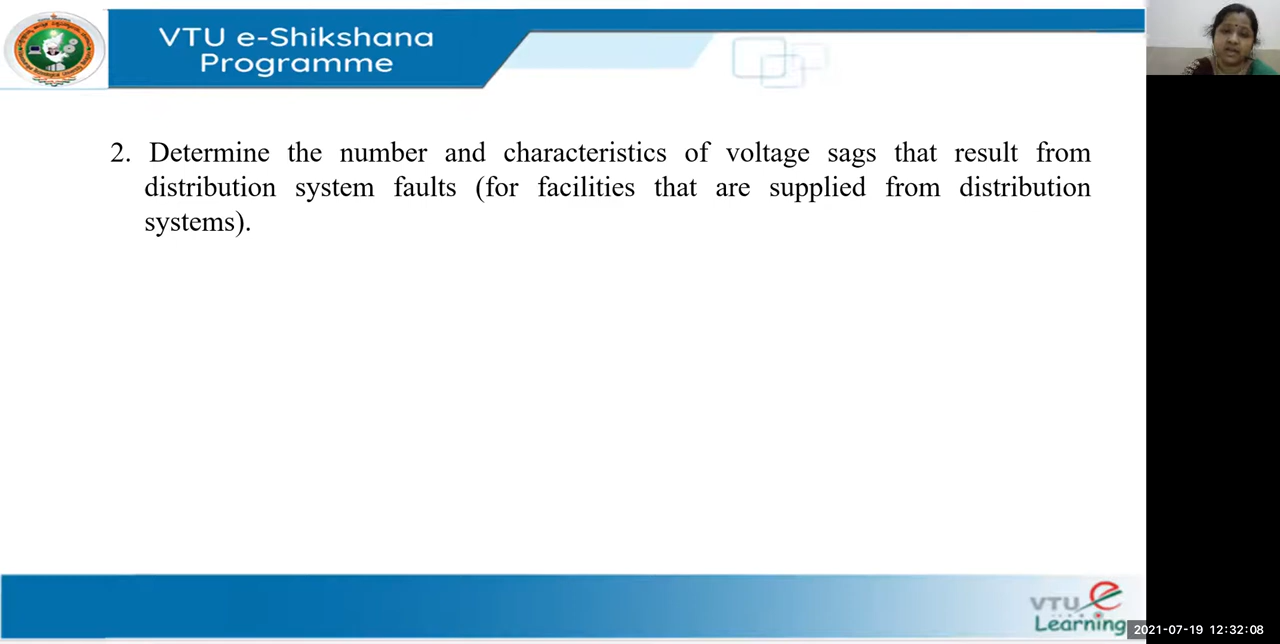 VTU e-Shikshana
Programme
2. Determine the number and characteristics of voltage sags that result from
distribution system faults (for facilities that are supplied from distribution
systems).
VTU
Learning
2021-07-19 12:32:08